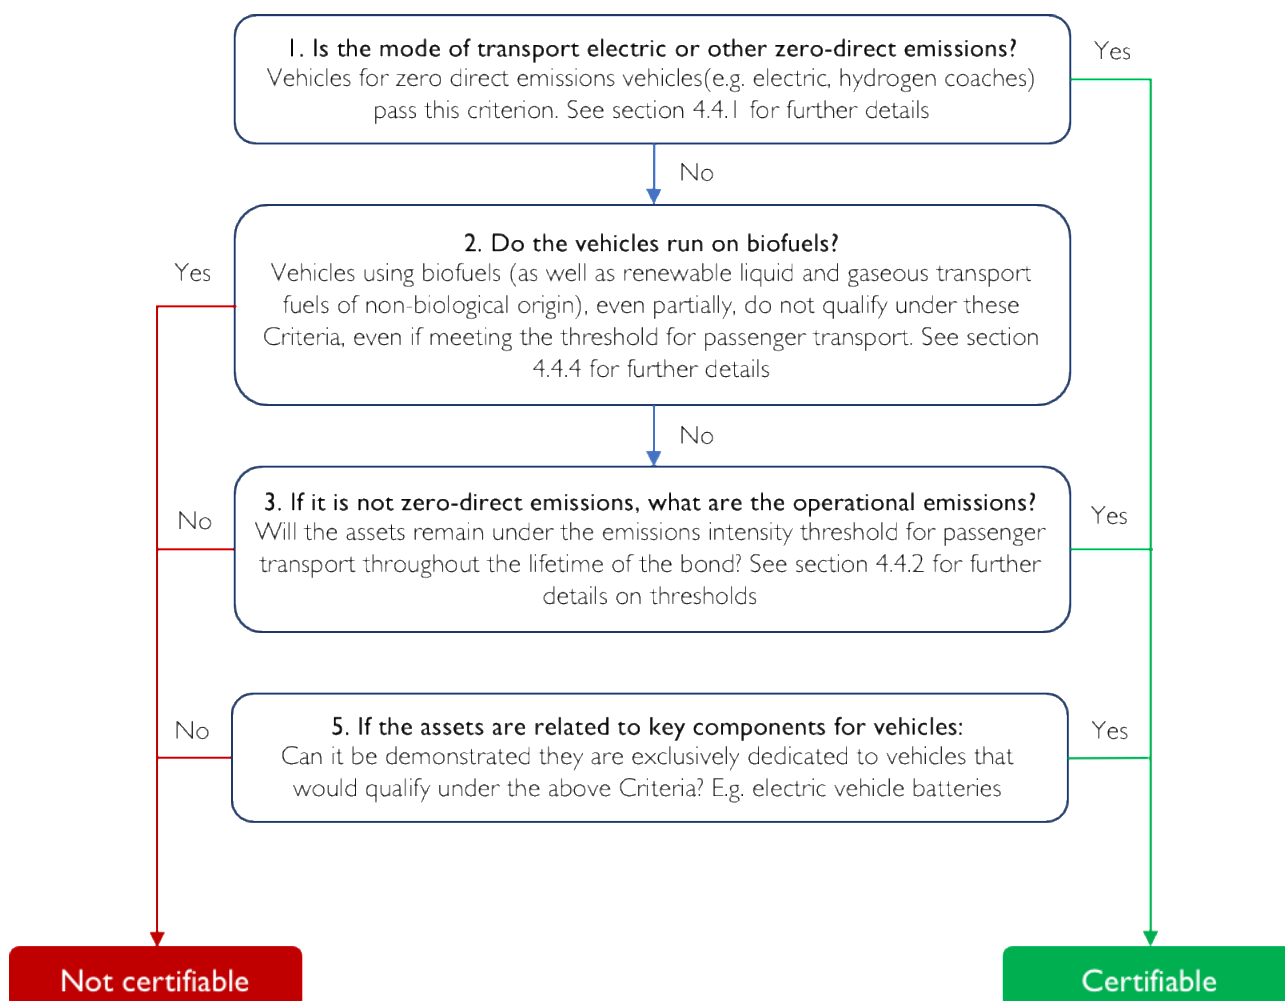 1. Is the mode of transport electric or other zero-direct emissions?
Yes
Vehicles for zero direct emissions vehicles(e.g. electric, hydrogen coaches)
pass this criterion. See section 4.4.1 for further details
No
2. Do the vehicles run on biofuels?
Yes
Vehicles using biofuels (as well as renewable liquid and gaseous transport
fuels of non-biological origin), even partially, do not qualify under these
Criteria, even if meeting the threshold for passenger transport. See section
4.4.4 for further details
No
3. If it is not zero-direct emissions, what are the operational emissions?
No
Yes
Will the assets remain under the emissions intensity threshold for passenger
transport throughout the lifetime of the bond? See section 4.4.2 for further
details on thresholds
5. If the assets are related to key components for vehicles:
No
Yes
Can it be demonstrated they are exclusively dedicated to vehicles that
would qualify under the above Criteria? E.g. electric vehicle batteries
Not certifiable
Certifiable